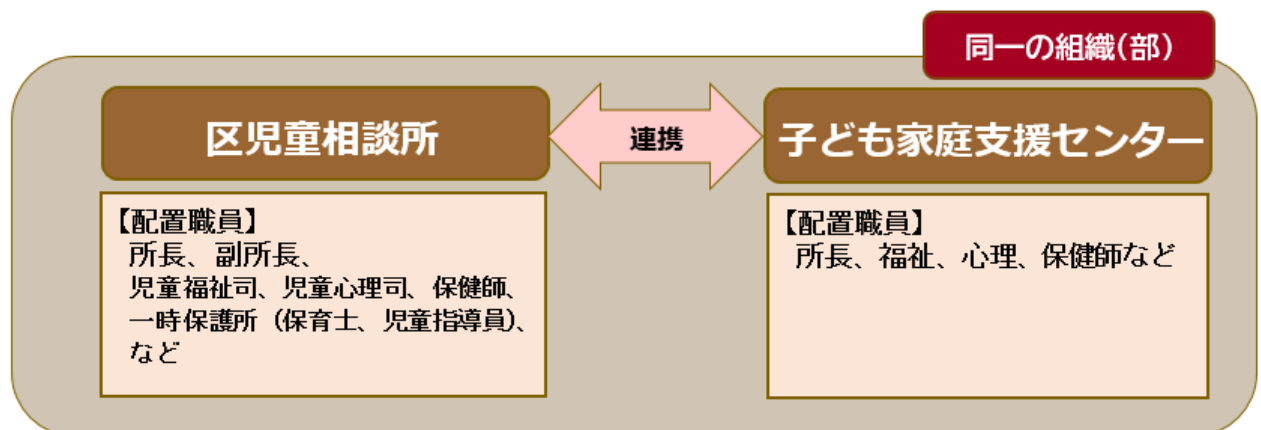 同一の組織(部)
区児童相談所
連携
子ども家庭支援センター
【配置職員】
所長、副所長、
児童福祉司、児童心理司、保健師、
一時保護所（保育士、児童指導員）、
など
【配置職員】
所長、福祉、心理、保健師など